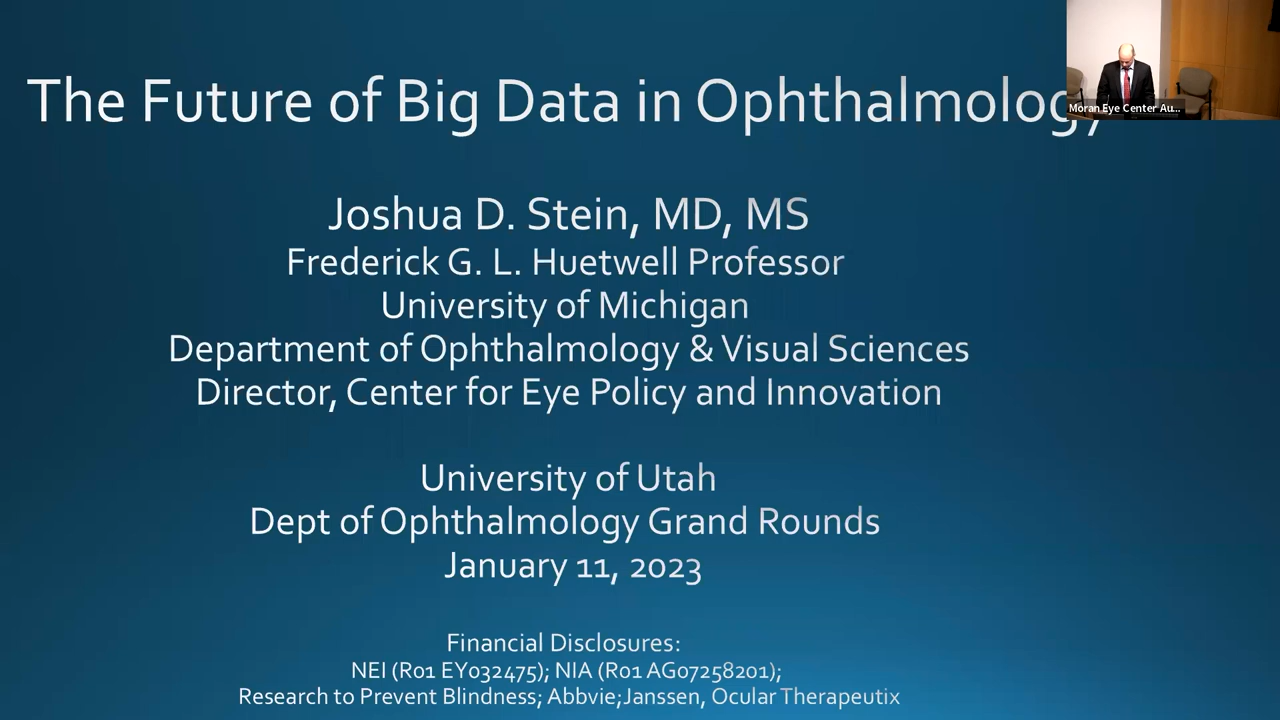 The Future of Big Data in Ophthalmology
Moran Eye Center Au...
Joshua D. Stein, MD, MS
Frederick G. L. Huetwell Professor
University of Michigan
Department of Ophthalmology & Visual Sciences
Director, Center for Eye Policy and Innovation
University of Utah
Dept of Ophthalmology Grand Rounds
January 11, 2023
Financial Disclosures:
NEI (R01 EY032475); NIA (R01 AG07258201);
Research to Prevent Blindness; Abbvie;Janssen, Ocular Therapeutix